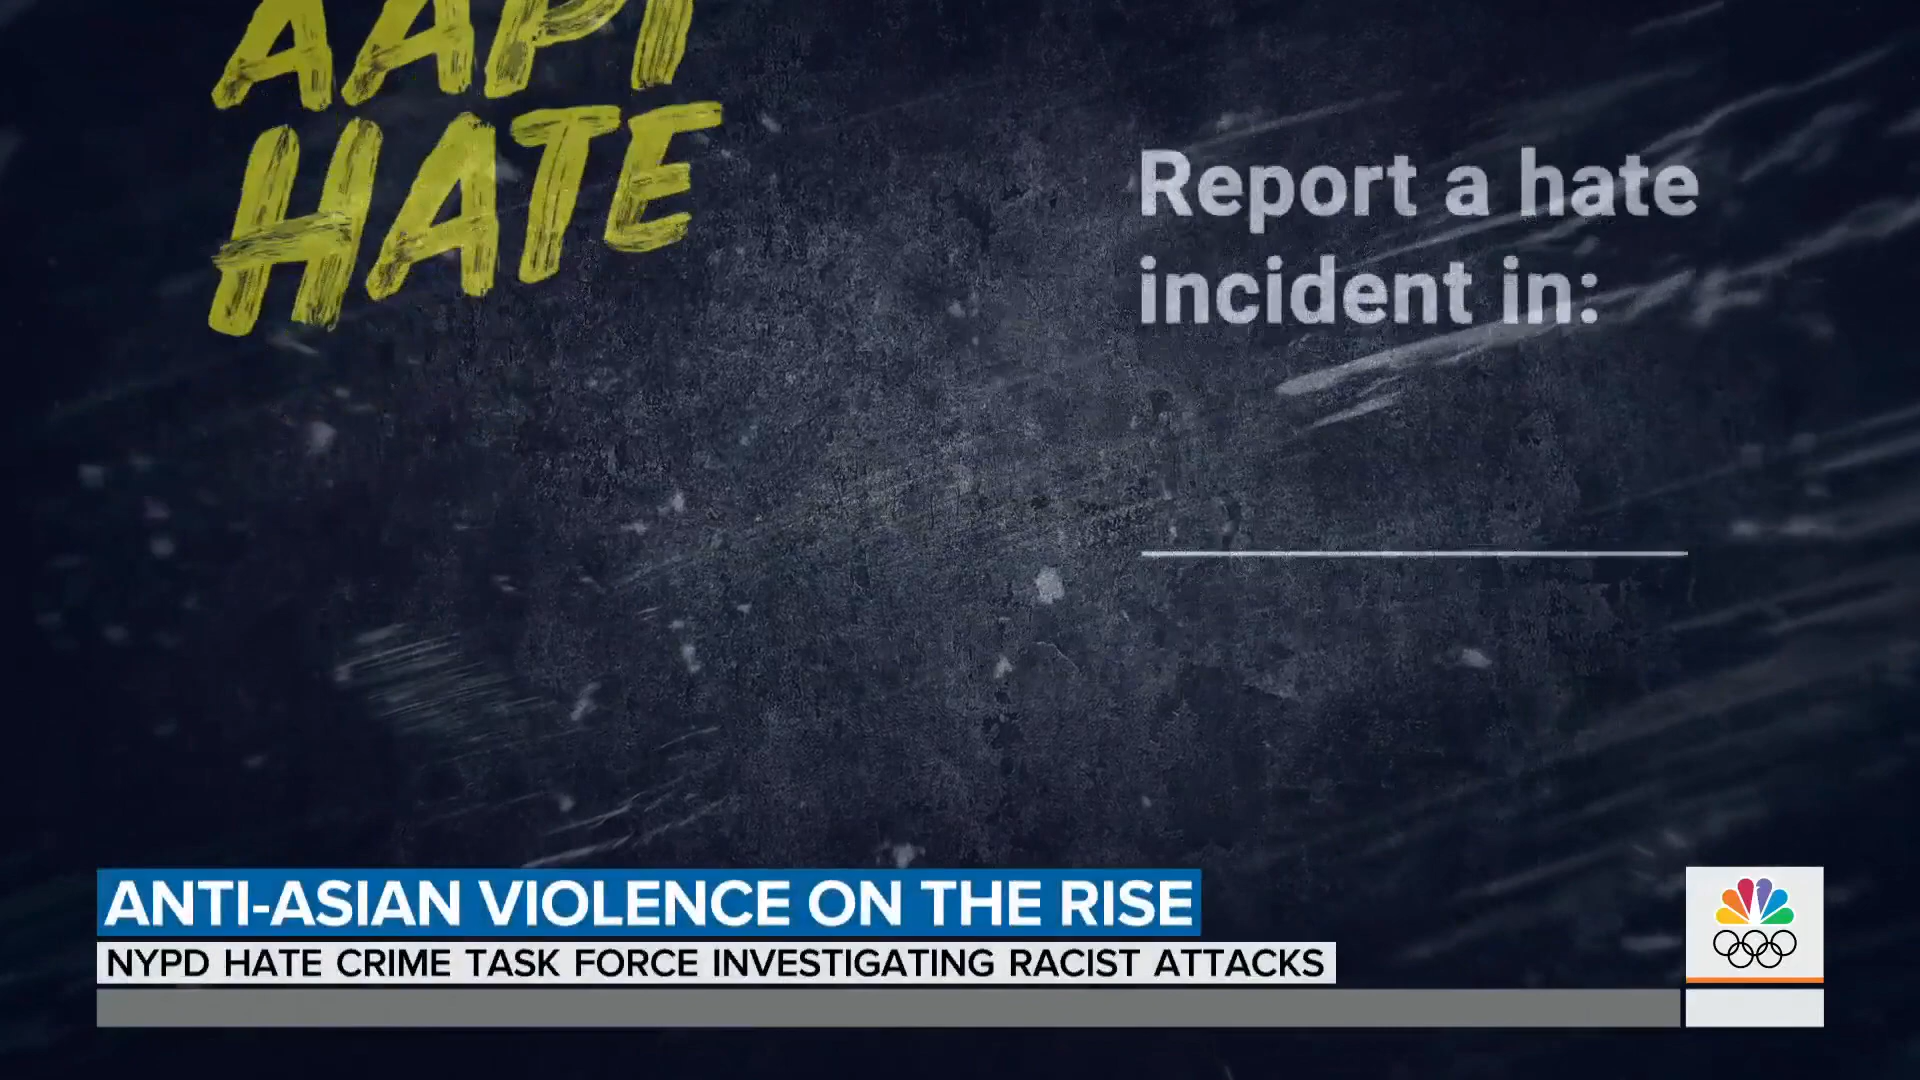 AAPI
HATE
Report a hate
incident in:
ANTI-ASIAN VIOLENCE ON THE RISE
NYPD HATE CRIME TASK FORCE INVESTIGATING RACIST ATTACKS